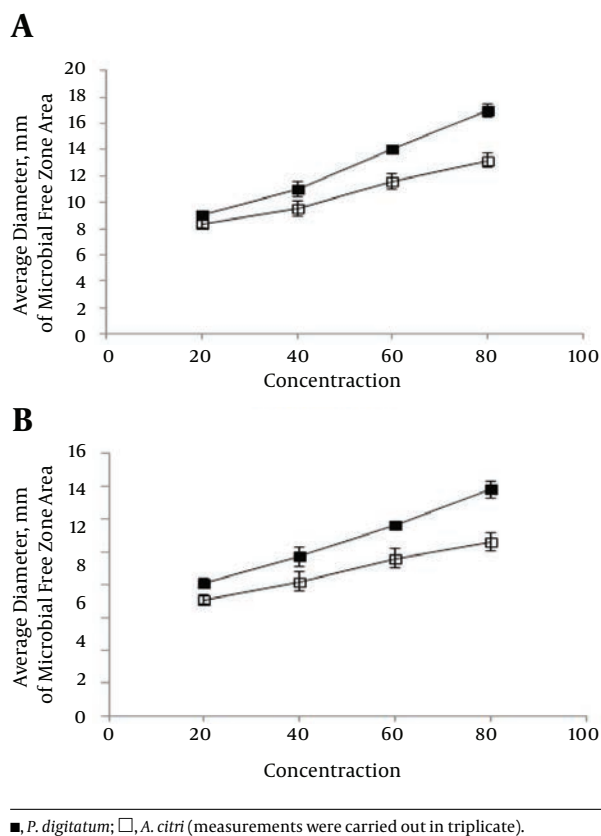 A
20
18
16
14
12
10
8
6
4
2
0
Average Diameter, mm
of Microbial Free Zone Area
0 20 40 60 80 100
Concentraction
B
16
14
12
8
6
4
2
0
Average Diameter, mm
of Microbial Free Zone Area
0 20 40 60 80 100
Concentraction
■, P. digitatum; □, A. citri (measurements were carried out in triplicate).